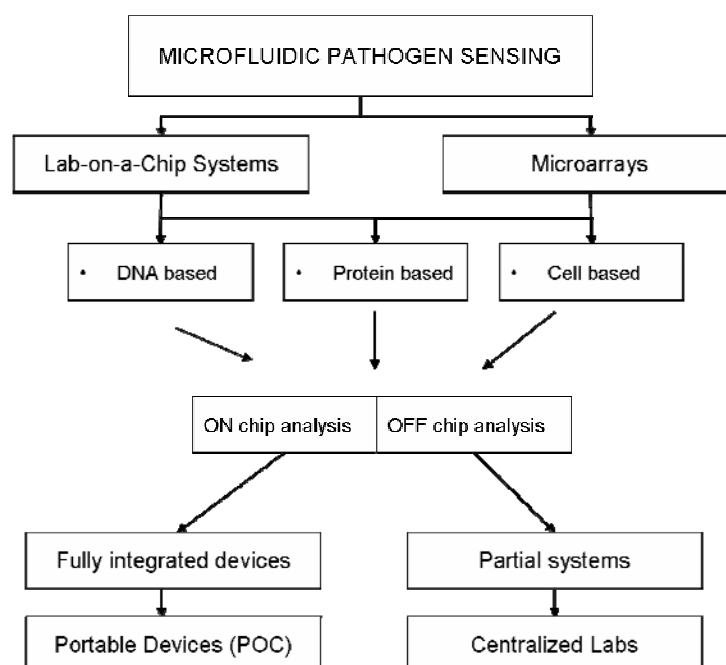 MICROFLUIDIC PATHOGEN SENSING
Lab-on-a-Chip Systems
Microarrays
• DNA based
• Protein based
• Cell based
ON chip analysis
OFF chip analysis
Fully integrated devices
Partial systems
Portable Devices (POC)
Centralized Labs